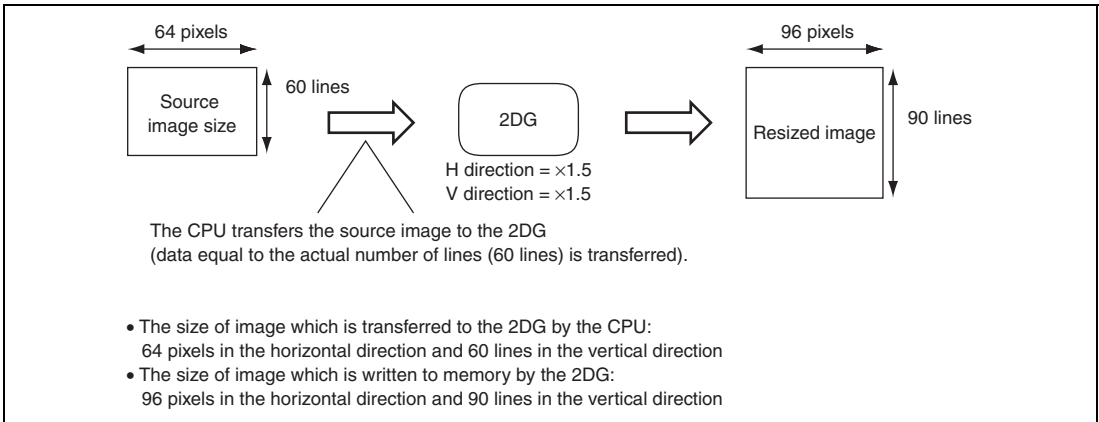 64 pixels
96 pixels
60 lines
Source
image size
2DG
Resized image
90 lines
H direction = ×1.5
V direction = ×1.5
The CPU transfers the source image to the 2DG
(data equal to the actual number of lines (60 lines) is transferred).
• The size of image which is transferred to the 2DG by the CPU:
64 pixels in the horizontal direction and 60 lines in the vertical direction
• The size of image which is written to memory by the 2DG:
96 pixels in the horizontal direction and 90 lines in the vertical direction